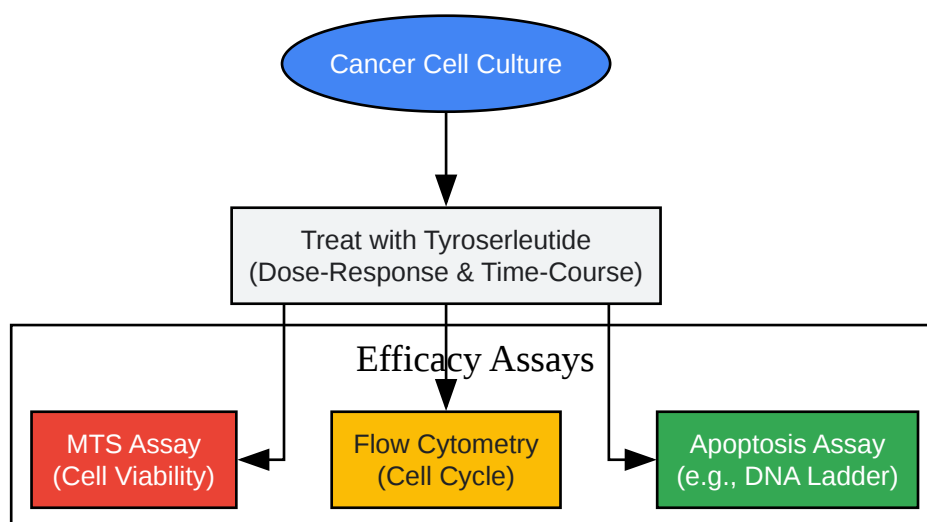 Cancer Cell Culture
Treat with Tyroserleutide
(Dose-Response & Time-Course)
Efficacy Assays
MTS Assay
(Cell Viability)
Flow Cytometry
(Cell Cycle)
Apoptosis Assay
(e.g., DNA Ladder)